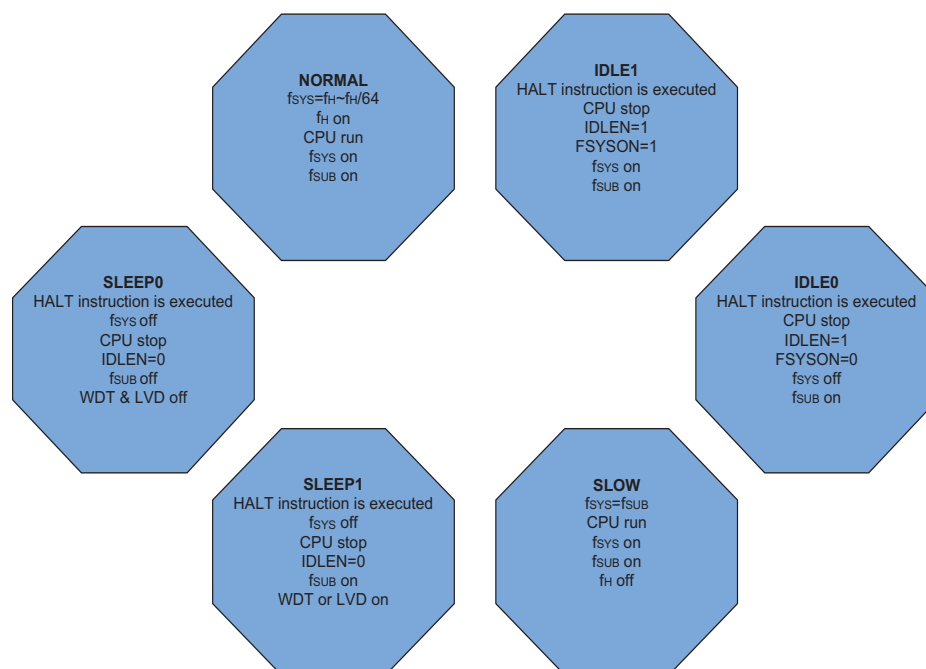 NORMAL
fSYS=fH~fH/64
fH on
CPU run
fSYS on
fSUB on
IDLE1
HALT instruction is executed
CPU stop
IDLEN=1
FSYSON=1
fSYS on
fSUB on
SLEEP0
HALT instruction is executed
fSYS off
CPU stop
IDLEN=0
fSUB off
WDT & LVD off
IDLE0
HALT instruction is executed
CPU stop
IDLEN=1
FSYSON=0
fSYS off
fSUB on
SLEEP1
HALT instruction is executed
fSYS off
CPU stop
IDLEN=0
fSUB on
WDT or LVD on
SLOW
fSYS=fSUB
CPU run
fSYS on
fSUB on
fH off